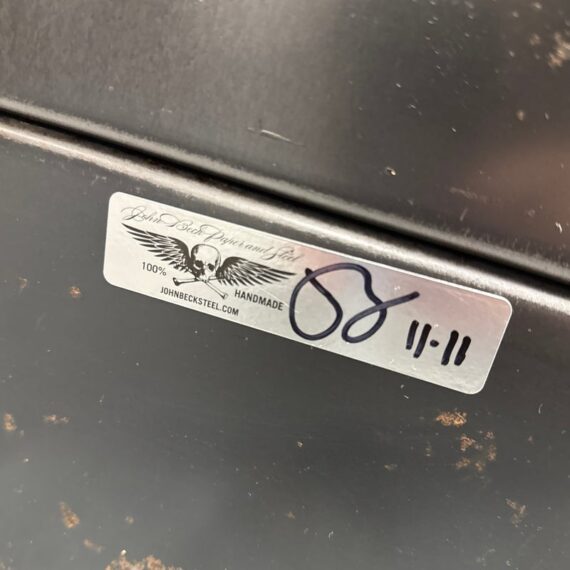 John Beck Paper and Steel
100% HANDMADE
JOHNBECKSTEEL.COM
11-11